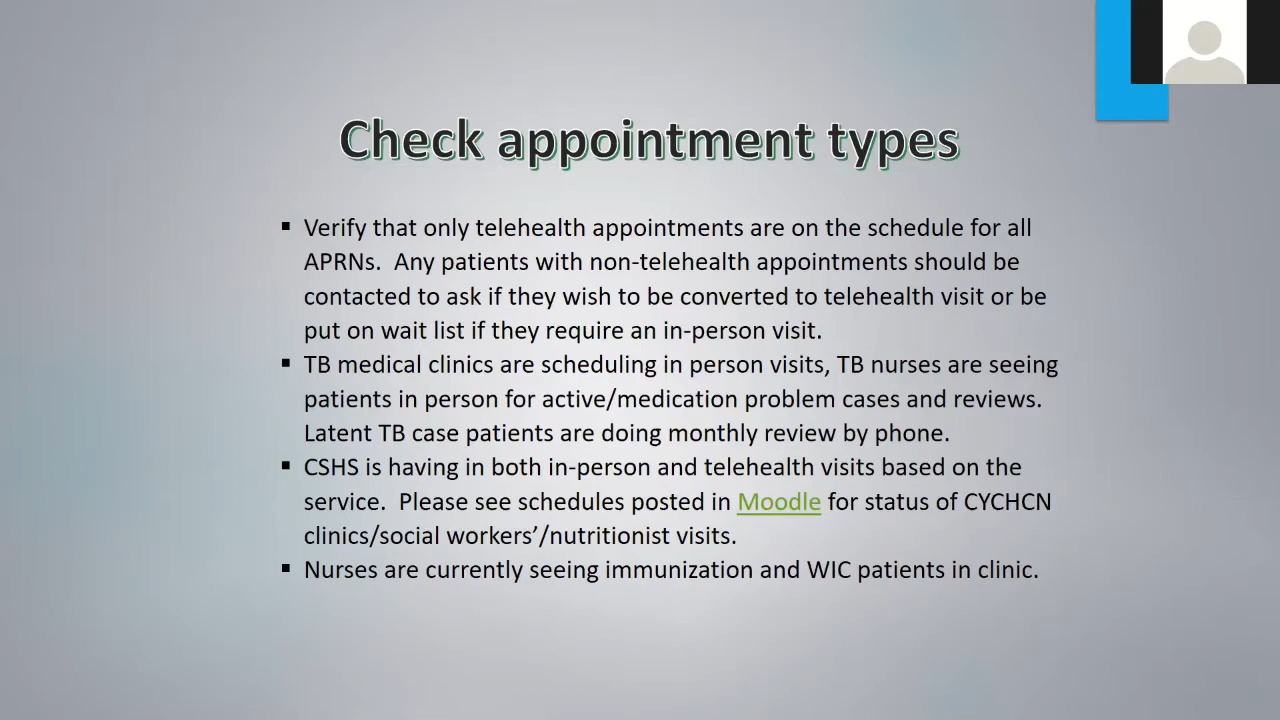 Check appointment types
▪ Verify that only telehealth appointments are on the schedule for all
APRNs.  Any patients with non-telehealth appointments should be
contacted to ask if they wish to be converted to telehealth visit or be
put on wait list if they require an in-person visit.
▪ TB medical clinics are scheduling in person visits, TB nurses are seeing
patients in person for active/medication problem cases and reviews.
Latent TB case patients are doing monthly review by phone.
▪ CSHS is having in both in-person and telehealth visits based on the
service.  Please see schedules posted in Moodle for status of CYCHCN
clinics/social workers’/nutritionist visits.
▪ Nurses are currently seeing immunization and WIC patients in clinic.